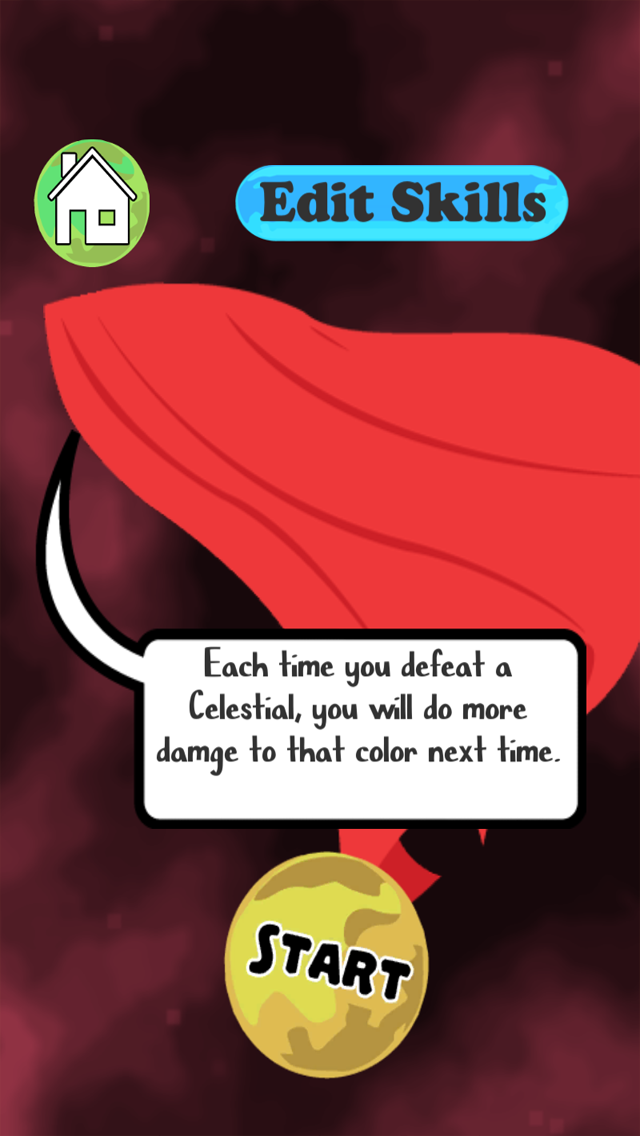 Edit Skills
Each time you defeat a
Celestial, you will do more
damge to that color next time.
START